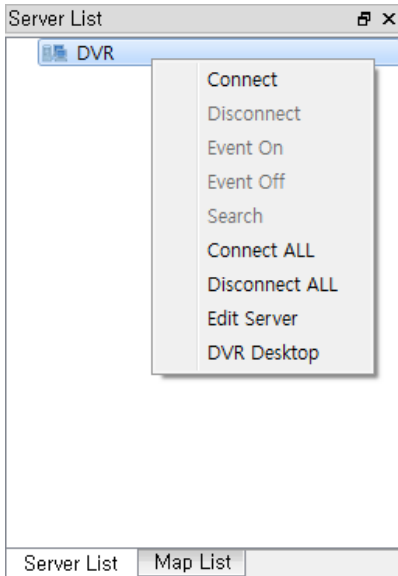 Server List
DVR
Connect
Disconnect
Event On
Event Off
Search
Connect ALL
Disconnect ALL
Edit Server
DVR Desktop
Server List
Map List